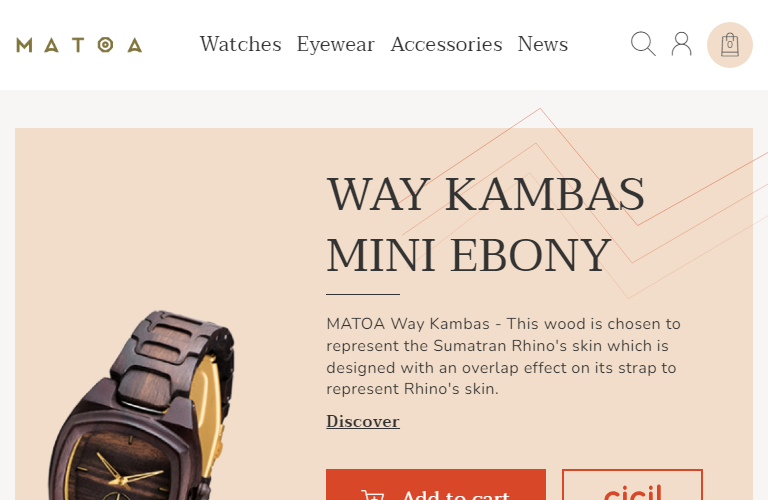 MATOA
Watches Eyewear Accessories News
0
WAY KAMBAS
MINI EBONY
MATOA Way Kambas - This wood is chosen to
represent the Sumatran Rhino's skin which is
designed with an overlap effect on its strap to
represent Rhino's skin.
Discover
Add to cart
cicil